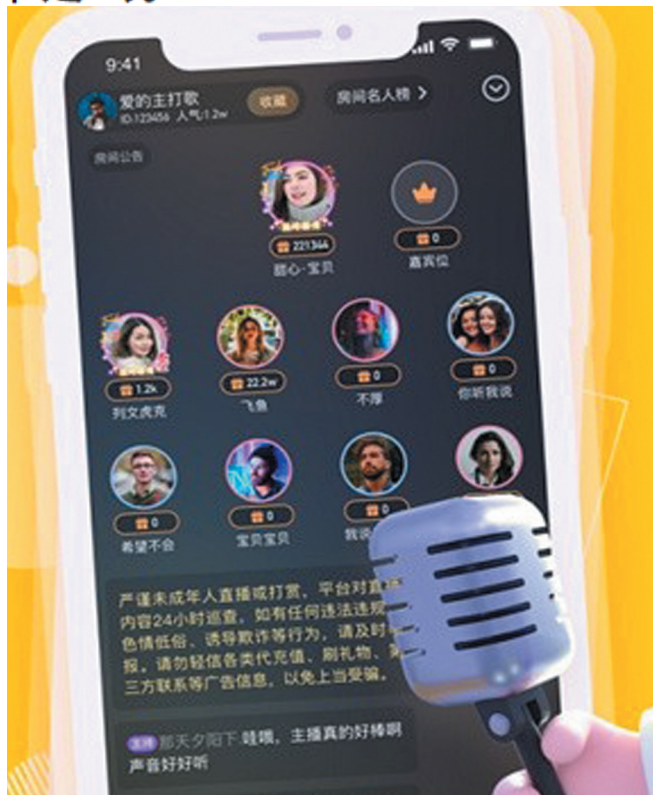 9:41
爱的主打歌
ID:123456 人气:1.2w
收藏
房间名人榜
房间公告
221344
0
甜心·宝贝
嘉宾位
1.2k
22.2w
0
0
列女虎克
飞鱼
不厚
你听我说
0
0
0
希望不会
宝贝宝贝
我说
严谨未成年人直播或打赏，平台对直
内容24小时巡查，如有任何违法违规
色情低俗、诱导欺诈等行为，请及时
报。请勿轻信各类代充值、刷礼物、
三方联系等广告信息，以免上当受骗。
那天夕阳下:哇哦，主播真的好棒啊
声音好好听